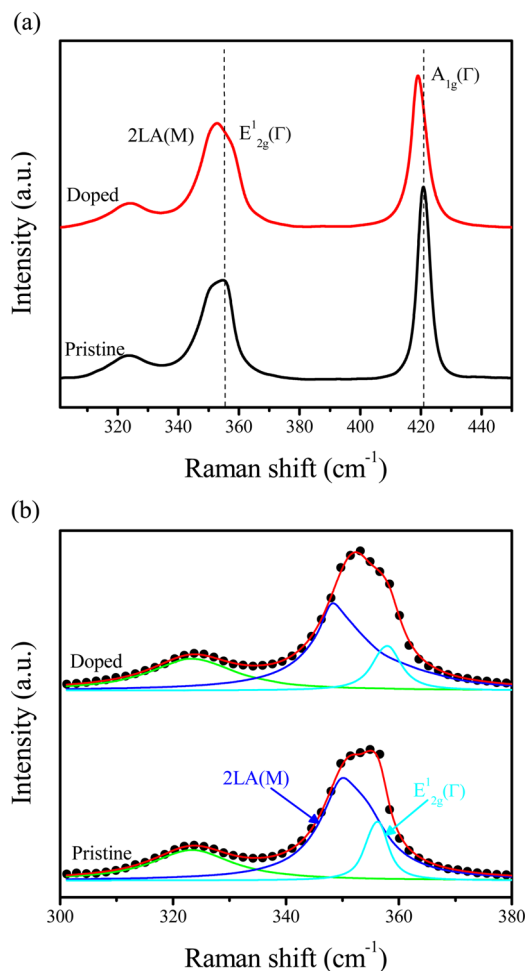 (a)
A₁g(Γ)
2LA(M)
E¹₂g(Γ)
Doped
Pristine
Intensity (a.u.)
320 340 360 380 400 420 440
Raman shift (cm⁻¹)
(b)
Doped
2LA(M)
E¹₂g(Γ)
Pristine
Intensity (a.u.)
300 320 340 360 380
Raman shift (cm⁻¹)